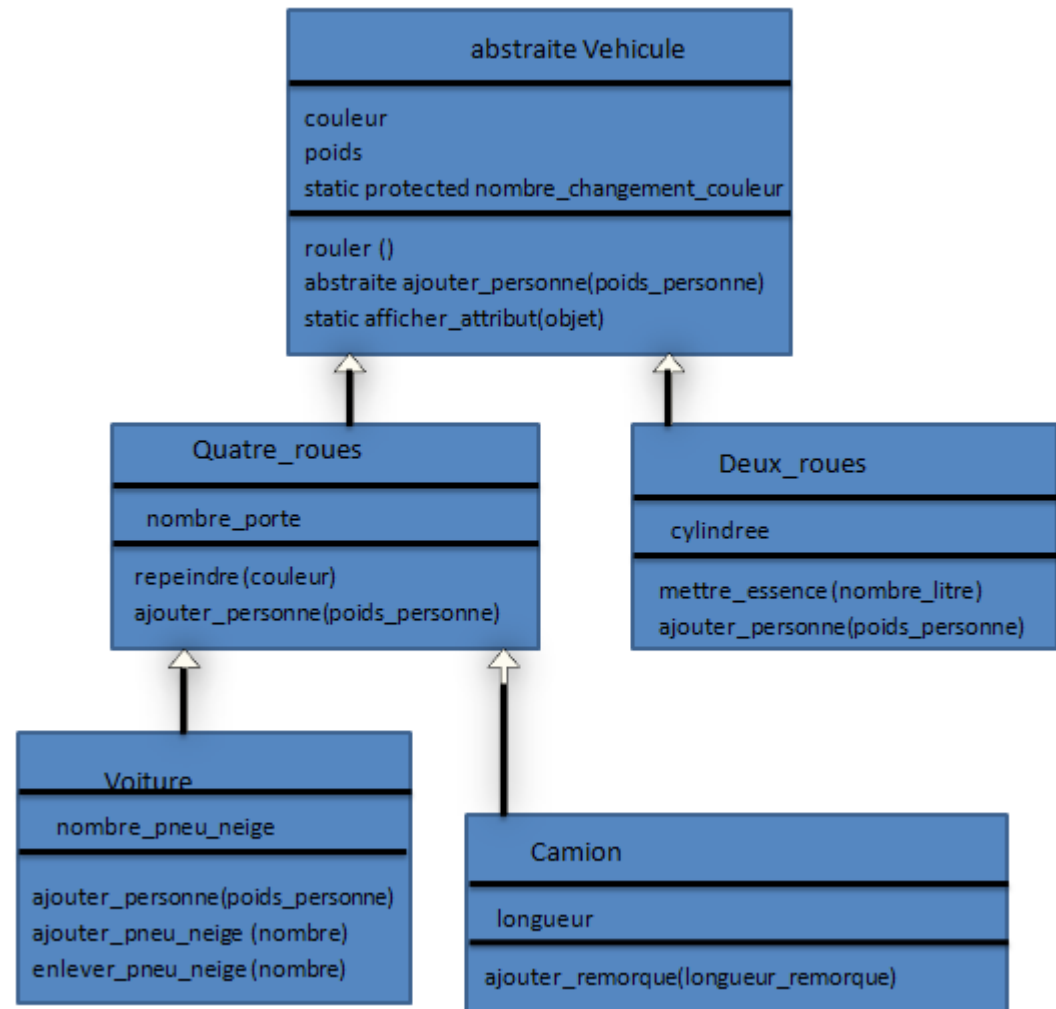 abstraite Vehicule
couleur
poids
static protected nombre_changement_couleur
rouler ()
abstraite ajouter_personne(poids_personne)
static afficher_attribut(objet)
Quatre_roues
nombre_porte
repeindre(couleur)
ajouter_personne(poids_personne)
Deux_roues
cylindree
mettre_essence(nombre_litre)
ajouter_personne(poids_personne)
Voiture
nombre_pneu_neige
ajouter_personne(poids_personne)
ajouter_pneu_neige (nombre)
enlever_pneu_neige(nombre)
Camion
longueur
ajouter_remorque(longueur_remorque)